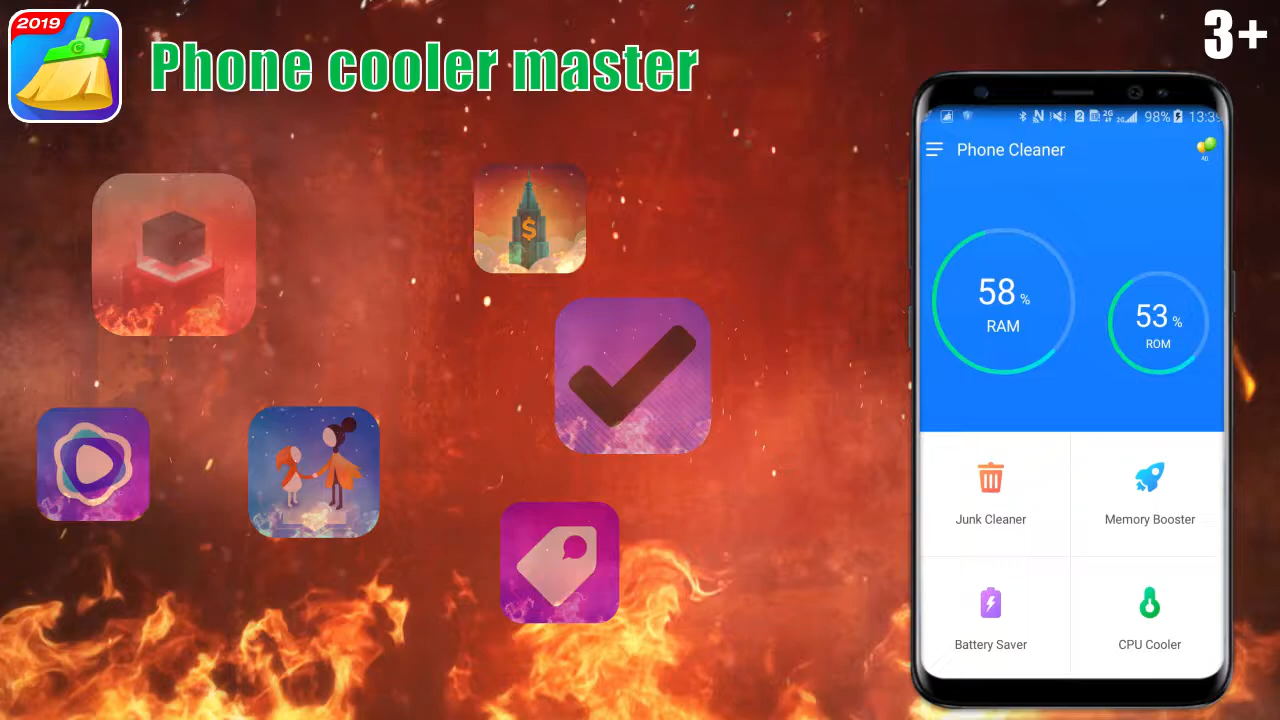 2019
Phone cooler master
3+
98% 13:39
Phone Cleaner
40
58 %
RAM
53 %
ROM
Junk Cleaner
Memory Booster
Battery Saver
CPU Cooler